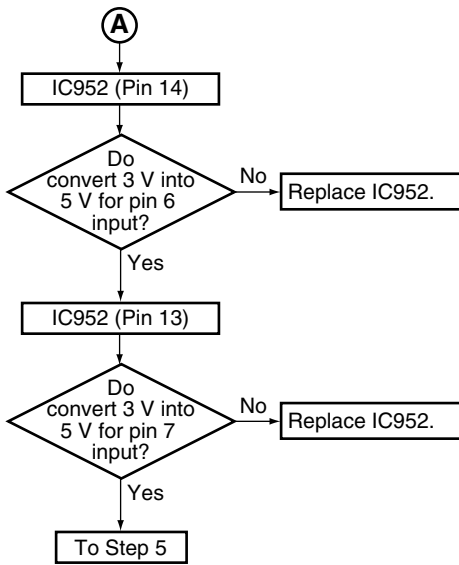 A
IC952 (Pin 14)
Do
convert 3 V into
5 V for pin 6
input?
No
Replace IC952.
Yes
IC952 (Pin 13)
Do
convert 3 V into
5 V for pin 7
input?
No
Replace IC952.
Yes
To Step 5